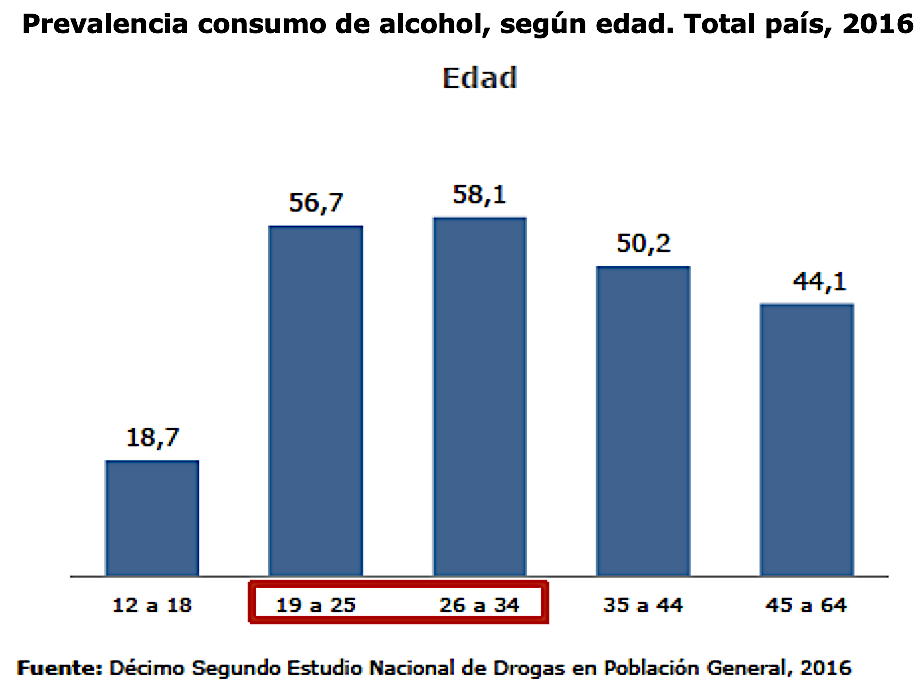 Prevalencia consumo de alcohol, según edad. Total país, 2016
Edad
56,7
58,1
50,2
44,1
18,7
12 a 18
19 a 25
26 a 34
35 a 44
45 a 64
Fuente: Décimo Segundo Estudio Nacional de Drogas en Población General, 2016